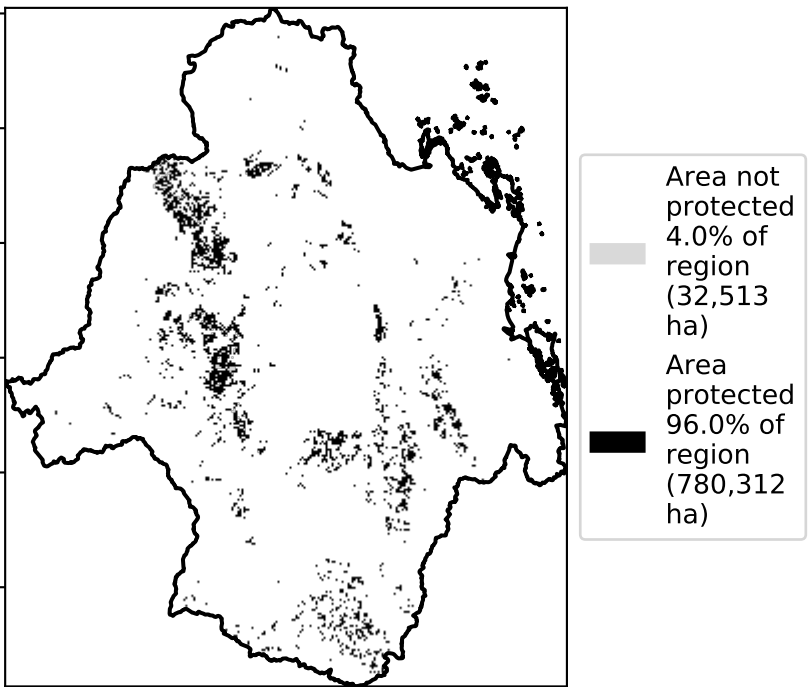 Area not
protected
4.0% of
region
(32,513
ha)
Area
protected
96.0% of
region
(780,312
ha)